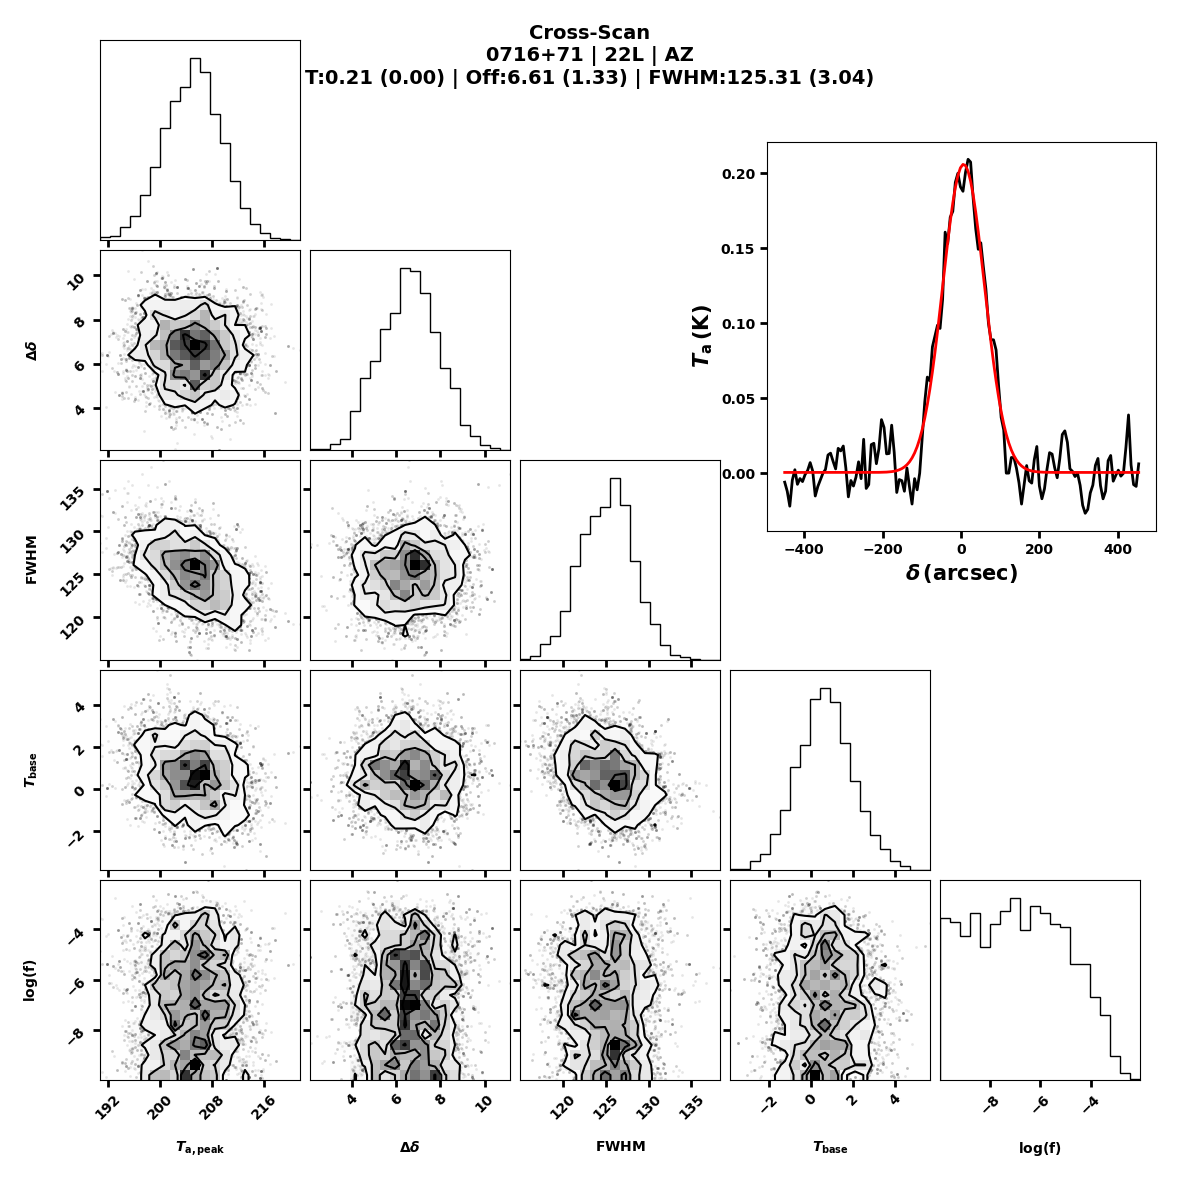 Cross-Scan
0716+71 | 22L | AZ
T:0.21 (0.00) | Off:6.61 (1.33) | FWHM:125.31 (3.04)
0.20
0.15
0.10
0.05
0.00
Ta (K)
−400 −200 0 200 400
δ (arcsec)
10
8
6
4
Δδ
135
130
125
120
FWHM
4
2
0
−2
Tbase
−4
−6
−8
log(f)
192 200 208 216
4 6 8 10
120 125 130 135
−2 0 2 4
−8 −6 −4
Ta,peak Δδ FWHM Tbase log(f)